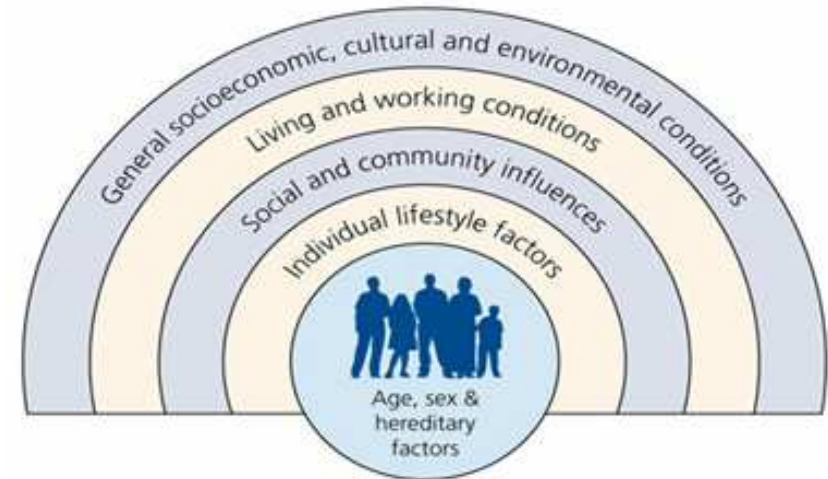 General socioeconomic, cultural and environmental conditions
Living and working conditions
Social and community influences
Individual lifestyle factors
Age, sex &
hereditary
factors